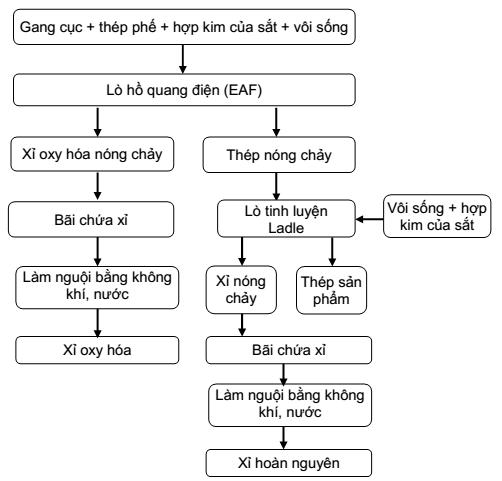 Gang cục + thép phế + hợp kim của sắt + vôi sống
Lò hồ quang điện (EAF)
Xỉ oxy hóa nóng chảy
Thép nóng chảy
Bãi chứa xỉ
Lò tinh luyện
Ladle
Vôi sống + hợp
kim của sắt
Làm nguội bằng không
khí, nước
Xỉ nóng
chảy
Thép sản
phẩm
Xỉ oxy hóa
Bãi chứa xỉ
Làm nguội bằng không
khí, nước
Xỉ hoàn nguyên